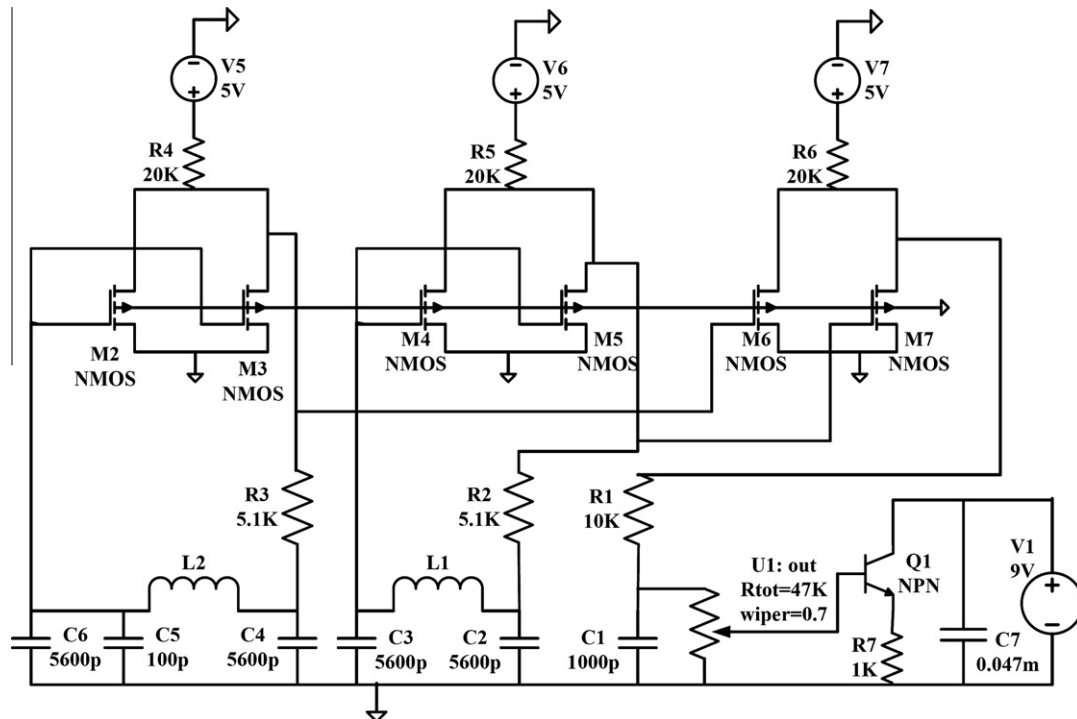 V5
5V
V6
5V
V7
5V
R4
20K
R5
20K
R6
20K
M2
NMOS
M3
NMOS
M4
NMOS
M5
NMOS
M6
NMOS
M7
NMOS
R3
5.1K
R2
5.1K
R1
10K
L2
L1
U1: out
Rtot=47K
wiper=0.7
Q1
NPN
V1
9V
C6
5600p
C5
100p
C4
5600p
C3
5600p
C2
5600p
C1
1000p
R7
1K
C7
0.047m